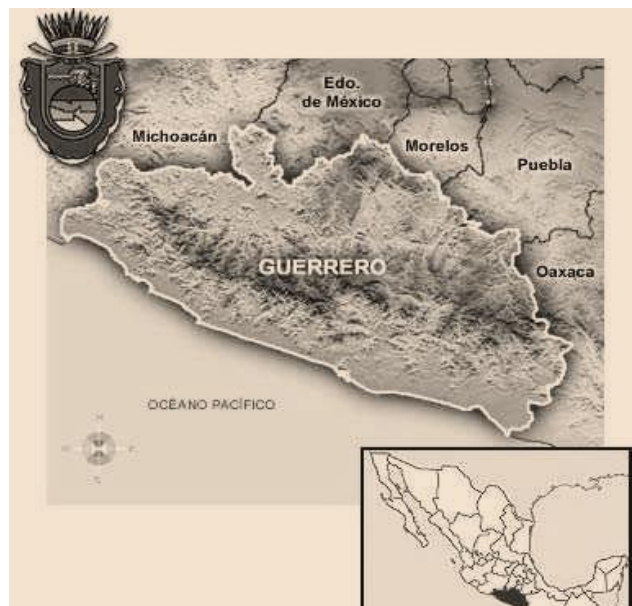 Edo.
de México
Michoacán
Morelos
Puebla
GUERRERO
Oaxaca
OCÉANO PACÍFICO